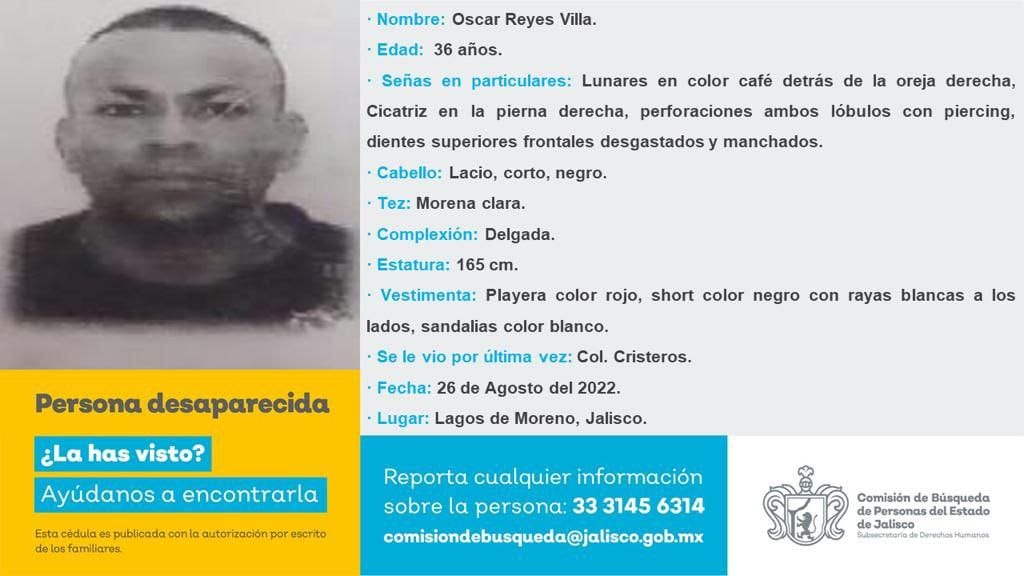 · Nombre: Oscar Reyes Villa.
· Edad: 36 años.
· Señas en particulares: Lunares en color café detrás de la oreja derecha,
Cicatriz en la pierna derecha, perforaciones ambos lóbulos con piercing,
dientes superiores frontales desgastados y manchados.
· Cabello: Lacio, corto, negro.
· Tez: Morena clara.
· Complexión: Delgada.
· Estatura: 165 cm.
· Vestimenta: Playera color rojo, short color negro con rayas blancas a los
lados, sandalias color blanco.
· Se le vio por última vez: Col. Cristeros.
· Fecha: 26 de Agosto del 2022.
· Lugar: Lagos de Moreno, Jalisco.
Persona desaparecida
¿La has visto?
Ayúdanos a encontrarla
Esta cédula es publicada con la autorización por escrito
de los familiares.
Reporta cualquier información
sobre la persona: 33 3145 6314
comisiondebusqueda@jalisco.gob.mx
Comisión de Búsqueda
de Personas del Estado
de Jalisco
Subsecretaría de Derechos Humanos